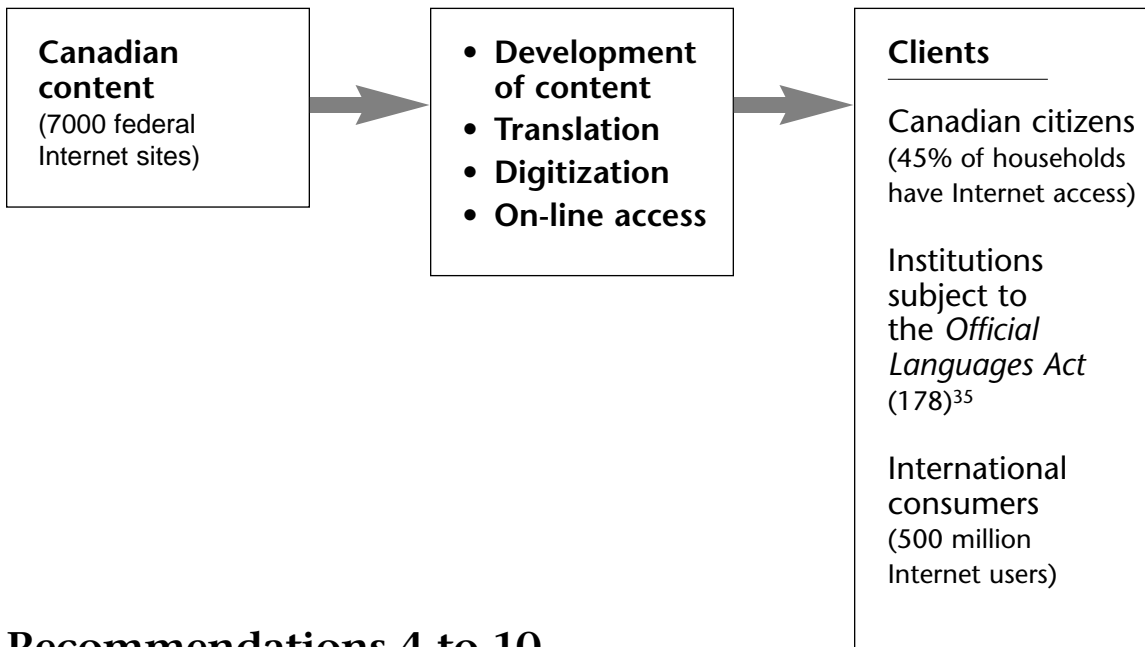 Canadian
content
(7000 federal
Internet sites)
• Development
of content
• Translation
• Digitization
• On-line access
Clients
Canadian citizens
(45% of households
have Internet access)
Institutions
subject to
the Official
Languages Act
(178)35
International
consumers
(500 million
Internet users)
Recommendations 4 to 10